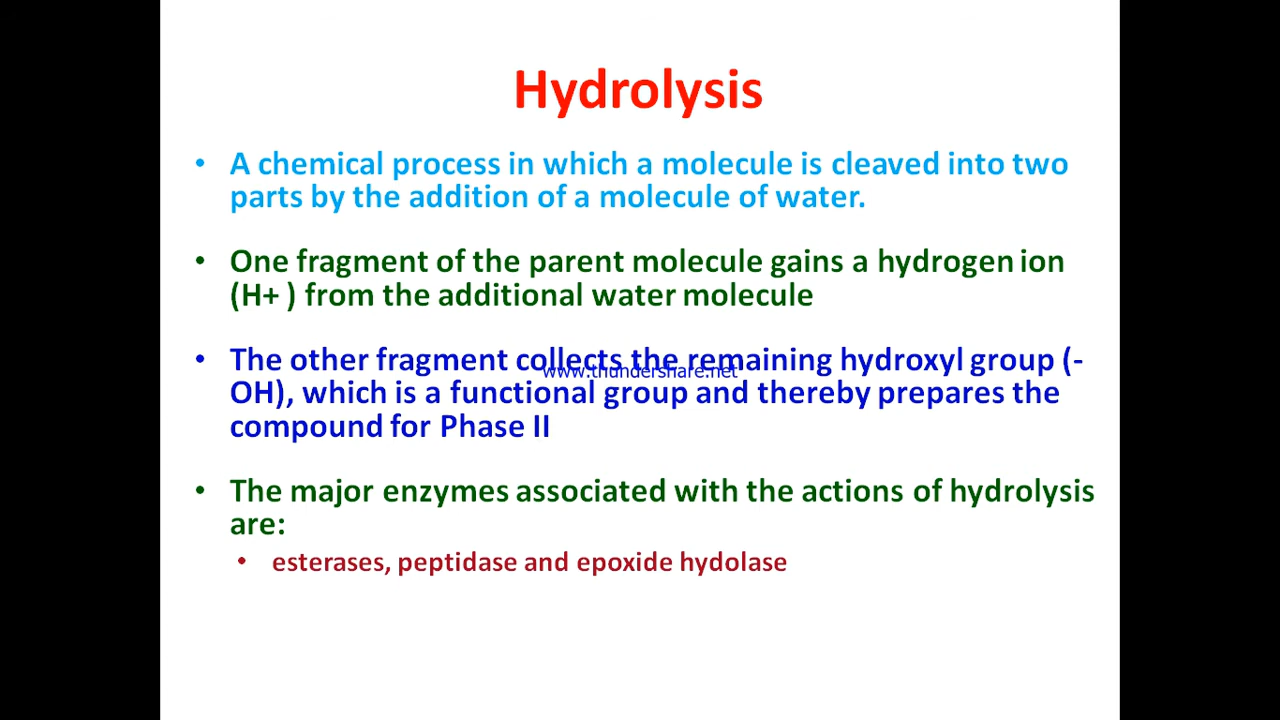 Hydrolysis
• A chemical process in which a molecule is cleaved into two
parts by the addition of a molecule of water.
• One fragment of the parent molecule gains a hydrogen ion
(H+ ) from the additional water molecule
• The other fragment collects the remaining hydroxyl group (-
www.thundershare.net
OH), which is a functional group and thereby prepares the
compound for Phase II
• The major enzymes associated with the actions of hydrolysis
are:
• esterases, peptidase and epoxide hydolase